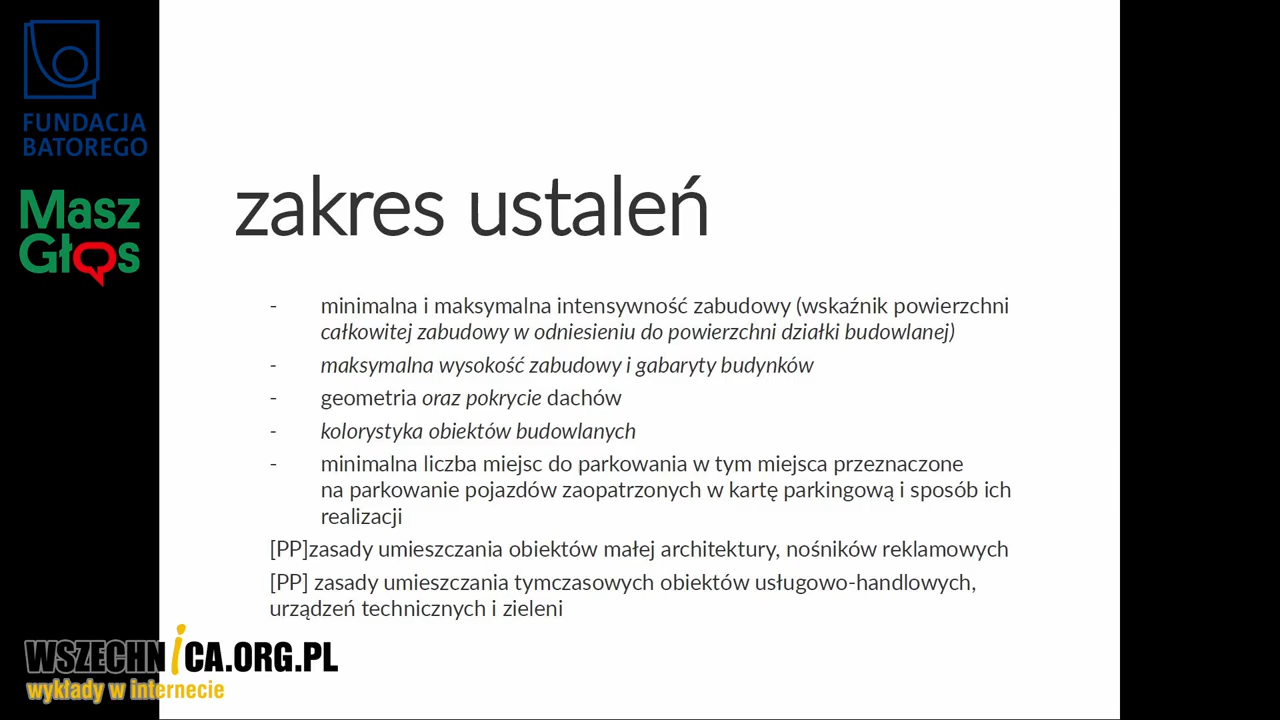 FUNDACJA
BATOREGO
Masz
Głos
zakres ustaleń
- minimalna i maksymalna intensywność zabudowy (wskaźnik powierzchni
całkowitej zabudowy w odniesieniu do powierzchni działki budowlanej)
- maksymalna wysokość zabudowy i gabaryty budynków
- geometria oraz pokrycie dachów
- kolorystyka obiektów budowlanych
- minimalna liczba miejsc do parkowania w tym miejsca przeznaczone
na parkowanie pojazdów zaopatrzonych w kartę parkingową i sposób ich
realizacji
[PP]zasady umieszczania obiektów małej architektury, nośników reklamowych
[PP] zasady umieszczania tymczasowych obiektów usługowo-handlowych,
urządzeń technicznych i zieleni
WSZECHNiCA.ORG.PL
wykłady w internecie